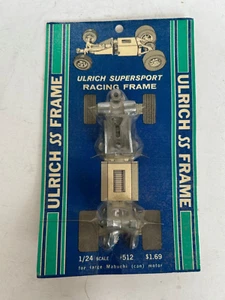 ULRICH SUPERSPORT
RACING FRAME
ULRICH SS FRAME
ULRICH SS FRAME
1/24 SCALE #512 $1.69
for large Mabuchi (can) motor